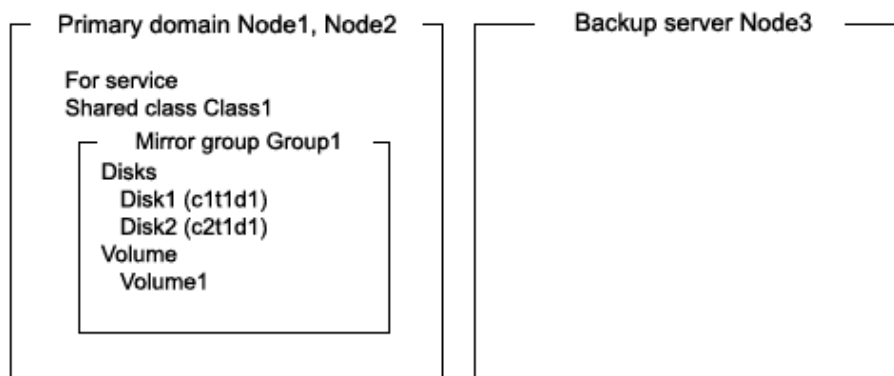 Primary domain Node1, Node2
For service
Shared class Class1
Mirror group Group1
Disks
Disk1 (c1t1d1)
Disk2 (c2t1d1)
Volume
Volume1
Backup server Node3